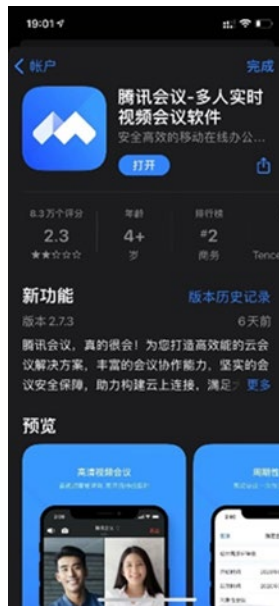 19:01
帐户
完成
腾讯会议-多人实时
视频会议软件
安全高效的移动在线办公...
打开
8.3万个评分
年龄
排行榜
2.3
4+
#2
★★☆☆☆
岁
商务
Tence
新功能
版本历史记录
版本 2.7.3
6天前
腾讯会议，真的很会！为您打造高效能的云会
议解决方案，丰富的会议协作能力，坚实的会
议安全保障，助力构建云上连接，满足
更多
预览
高清视频会议
周期性